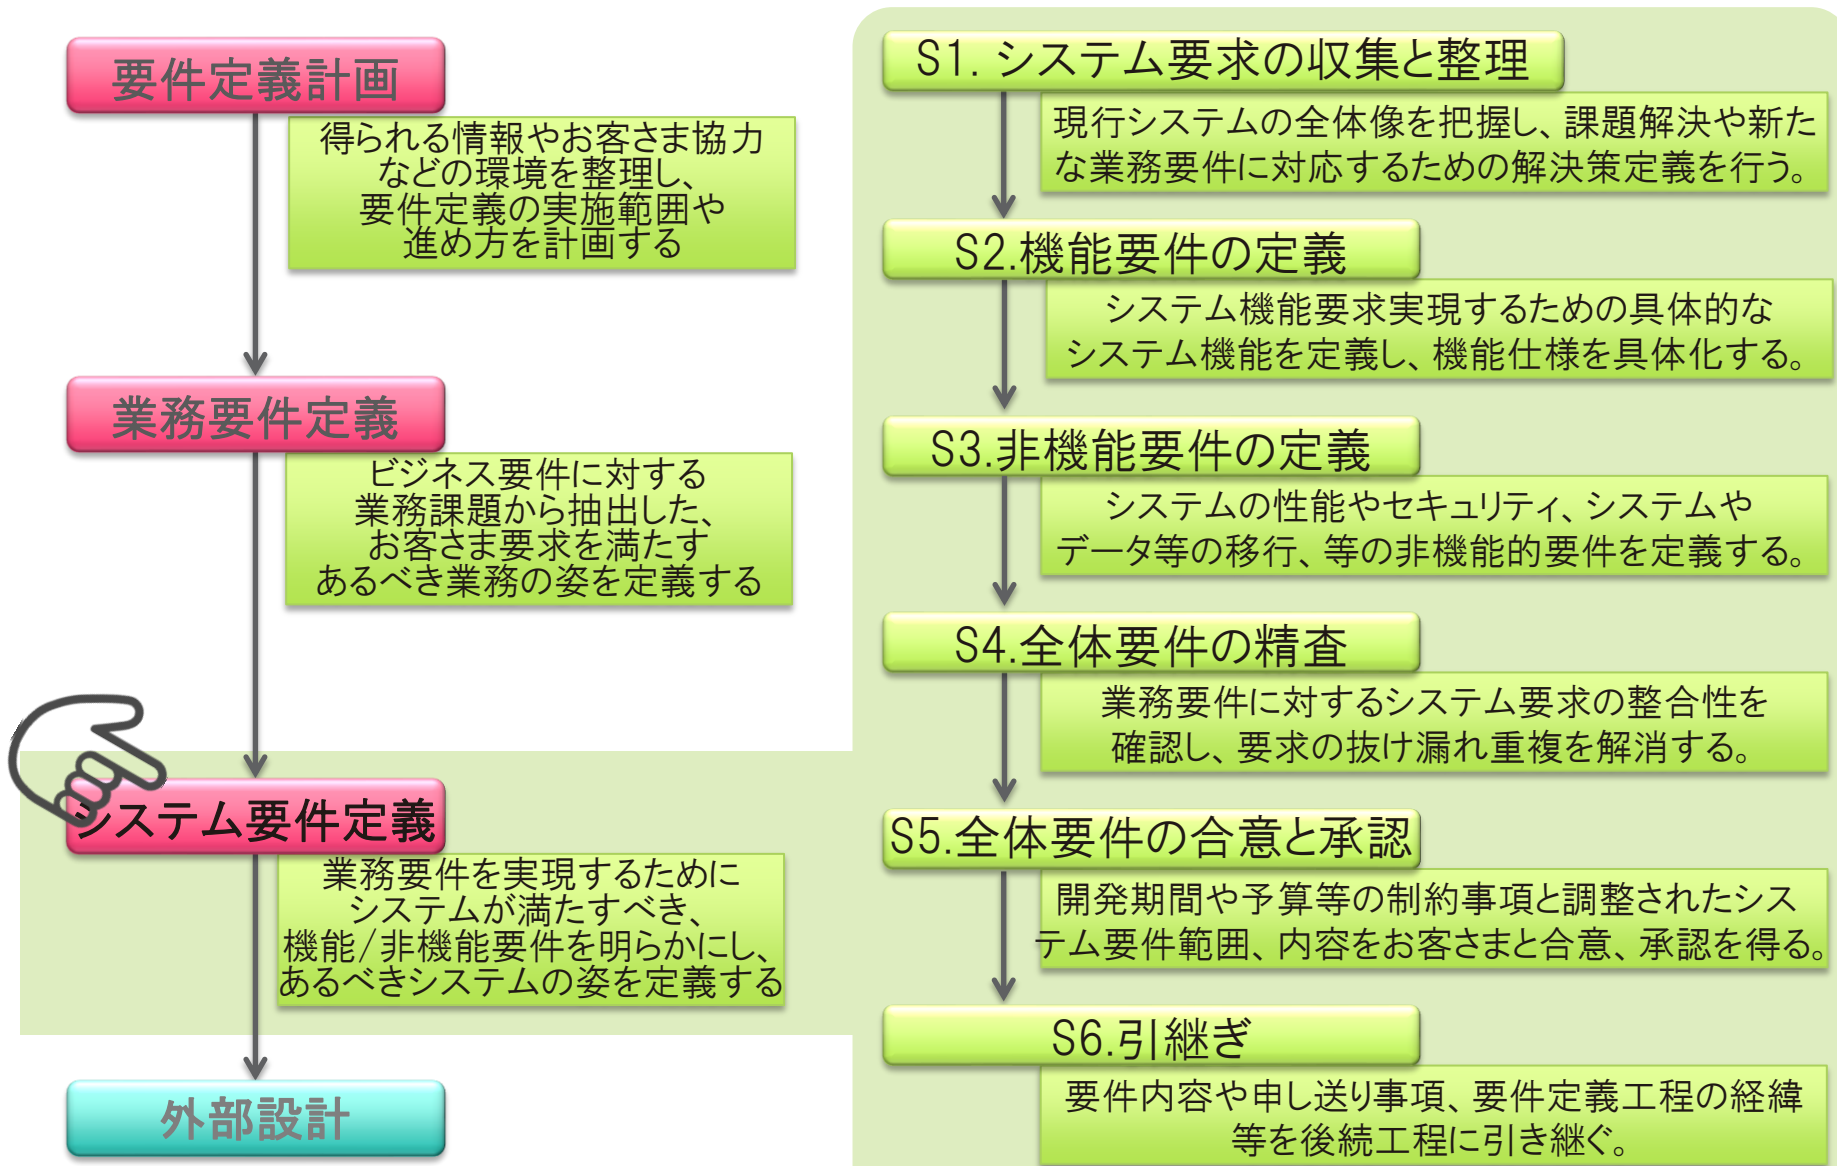 要件定義計画
得られる情報やお客さま協力
などの環境を整理し、
要件定義の実施範囲や
進め方を計画する
業務要件定義
ビジネス要件に対する
業務課題から抽出した、
お客さま要求を満たす
あるべき業務の姿を定義する
システム要件定義
業務要件を実現するために
システムが満たすべき、
機能/非機能要件を明らかにし、
あるべきシステムの姿を定義する
外部設計
S1. システム要求の収集と整理
現行システムの全体像を把握し、課題解決や新た
な業務要件に対応するための解決策定義を行う。
S2.機能要件の定義
システム機能要求実現するための具体的な
システム機能を定義し、機能仕様を具体化する。
S3.非機能要件の定義
システムの性能やセキュリティ、システムや
データ等の移行、等の非機能的要件を定義する。
S4.全体要件の精査
業務要件に対するシステム要求の整合性を
確認し、要求の抜け漏れ重複を解消する。
S5.全体要件の合意と承認
開発期間や予算等の制約事項と調整されたシス
テム要件範囲、内容をお客さまと合意、承認を得る。
S6.引継ぎ
要件内容や申し送り事項、要件定義工程の経緯
等を後続工程に引き継ぐ。